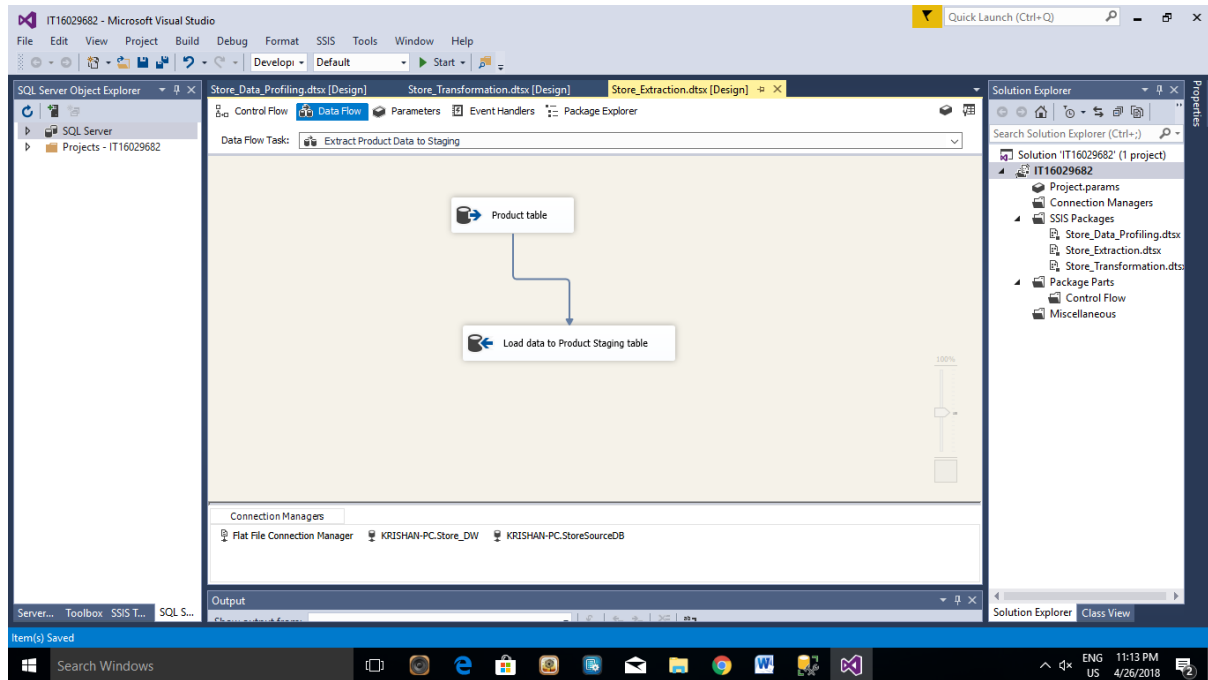 IT16029682 - Microsoft Visual Studio
Quick Launch (Ctrl+Q)
File Edit View Project Build Debug Format SSIS Tools Window Help
Develop Default Start
SQL Server Object Explorer
Store_Data_Profiling.dtsx [Design] Store_Transformation.dtsx [Design] Store_Extraction.dtsx [Design]
Solution Explorer
Properties
Control Flow Data Flow Parameters Event Handlers Package Explorer
SQL Server
Projects - IT16029682
Data Flow Task: Extract Product Data to Staging
Search Solution Explorer (Ctrl+;)
Solution 'IT16029682' (1 project)
IT16029682
Project.params
Connection Managers
SSIS Packages
Store_Data_Profiling.dtsx
Store_Extraction.dtsx
Store_Transformation.dts
Package Parts
Control Flow
Miscellaneous
Product table
Load data to Product Staging table
100%
Connection Managers
Flat File Connection Manager KRISHAN-PC.Store_DW KRISHAN-PC.StoreSourceDB
Output
Show output from:
Server... Toolbox SSIS T... SQL S...
Solution Explorer Class View
Item(s) Saved
Search Windows
ENG 11:13 PM
US 4/26/2018
2